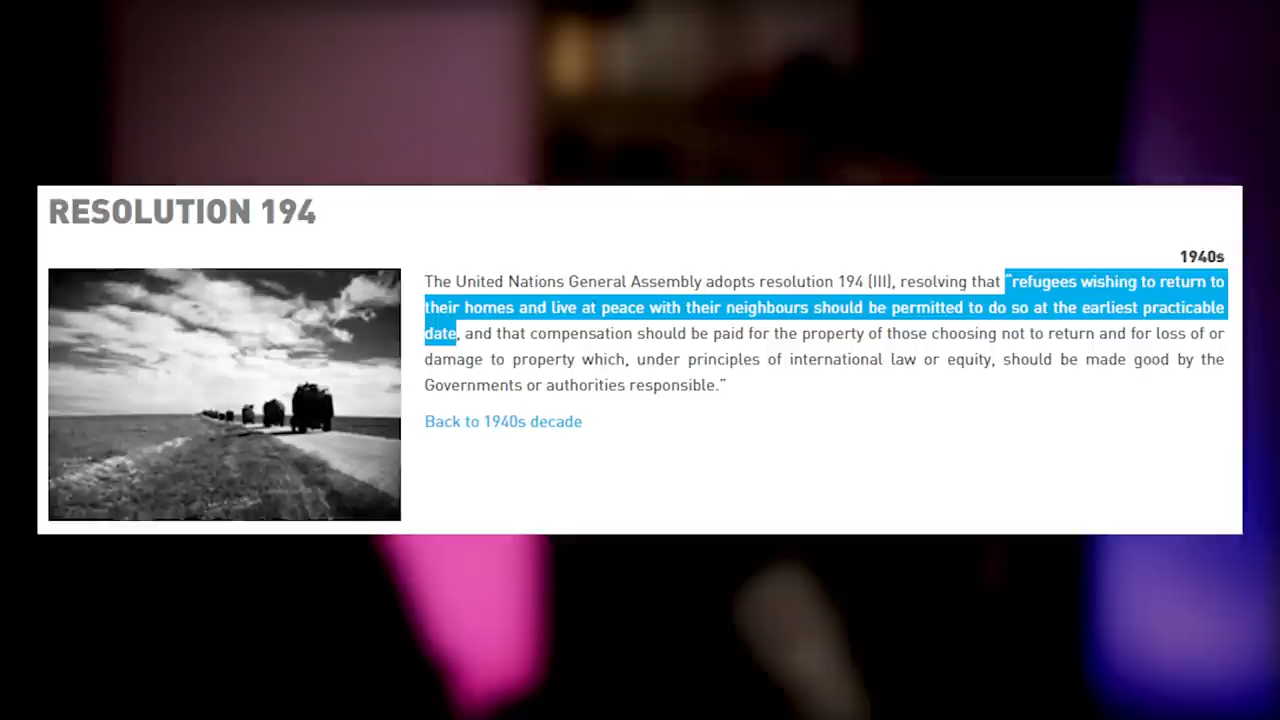 RESOLUTION 194
1940s
The United Nations General Assembly adopts resolution 194 (III), resolving that “refugees wishing to return to
their homes and live at peace with their neighbours should be permitted to do so at the earliest practicable
date, and that compensation should be paid for the property of those choosing not to return and for loss of or
damage to property which, under principles of international law or equity, should be made good by the
Governments or authorities responsible.”
Back to 1940s decade